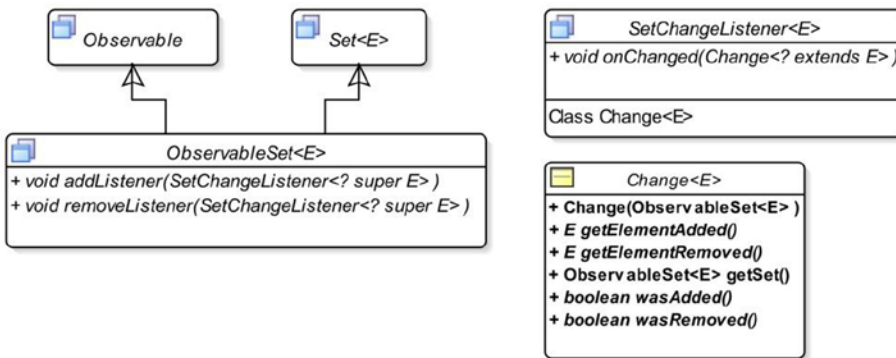 Observable
Set<E>
ObservableSet<E>
+ void addListener(SetChangeListener<? super E>)
+ void removeListener(SetChangeListener<? super E>)
SetChangeListener<E>
+ void onChanged(Change<? extends E>)
Class Change<E>
Change<E>
+ Change(ObservableSet<E> )
+ E getElementAdded()
+ E getElementRemoved()
+ ObservableSet<E> getSet()
+ boolean wasAdded()
+ boolean wasRemoved()